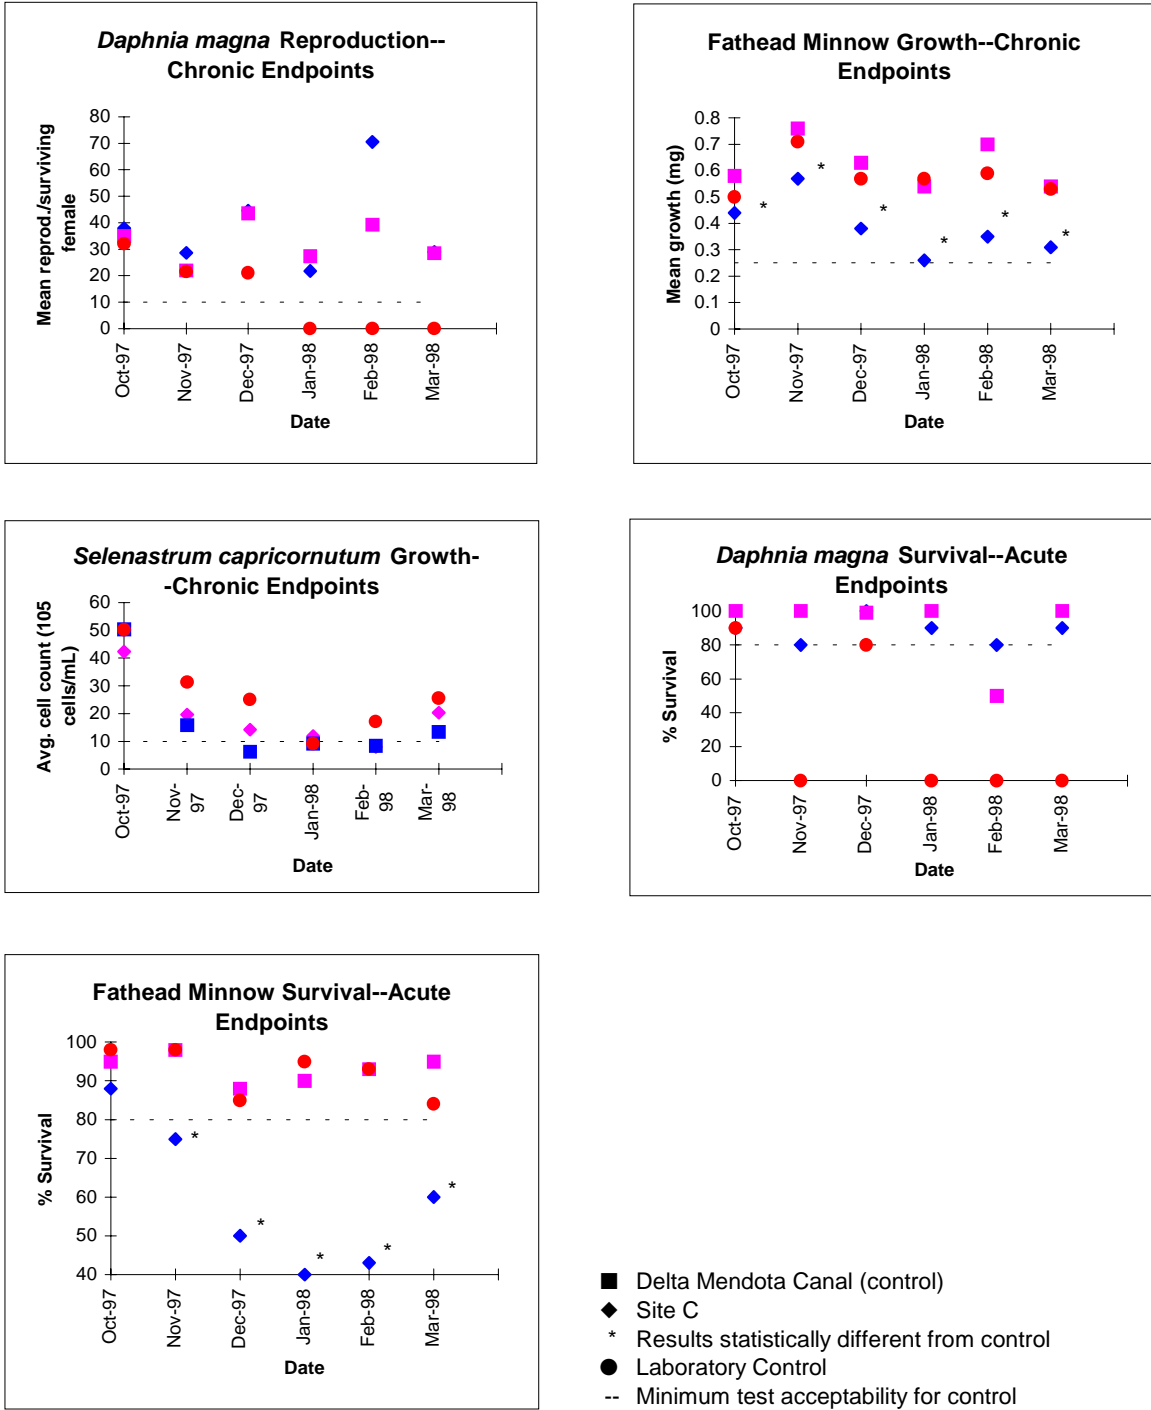 Daphnia magna Reproduction--
Chronic Endpoints
Mean reprod./surviving
female
80
70
60
50
40
30
20
10
0
Oct-97
Nov-97
Dec-97
Jan-98
Feb-98
Mar-98
Date
Fathead Minnow Growth--Chronic
Endpoints
Mean growth (mg)
0.8
0.7
0.6
0.5
0.4
0.3
0.2
0.1
0
*
*
*
*
*
*
Oct-97
Nov-97
Dec-97
Jan-98
Feb-98
Mar-98
Date
Selenastrum capricornutum Growth-
-Chronic Endpoints
Avg. cell count (105
cells/mL)
60
50
40
30
20
10
0
Oct-97
Nov-
97
Dec-
97
Jan-98
Feb-
98
Mar-
98
Date
Daphnia magna Survival--Acute
Endpoints
% Survival
100
80
60
40
20
0
Oct-97
Nov-97
Dec-97
Jan-98
Feb-98
Mar-98
Date
Fathead Minnow Survival--Acute
Endpoints
% Survival
100
90
80
70
60
50
40
*
*
*
*
*
Oct-97
Nov-97
Dec-97
Jan-98
Feb-98
Mar-98
Date
Delta Mendota Canal (control)
Site C
* Results statistically different from control
Laboratory Control
-- Minimum test acceptability for control